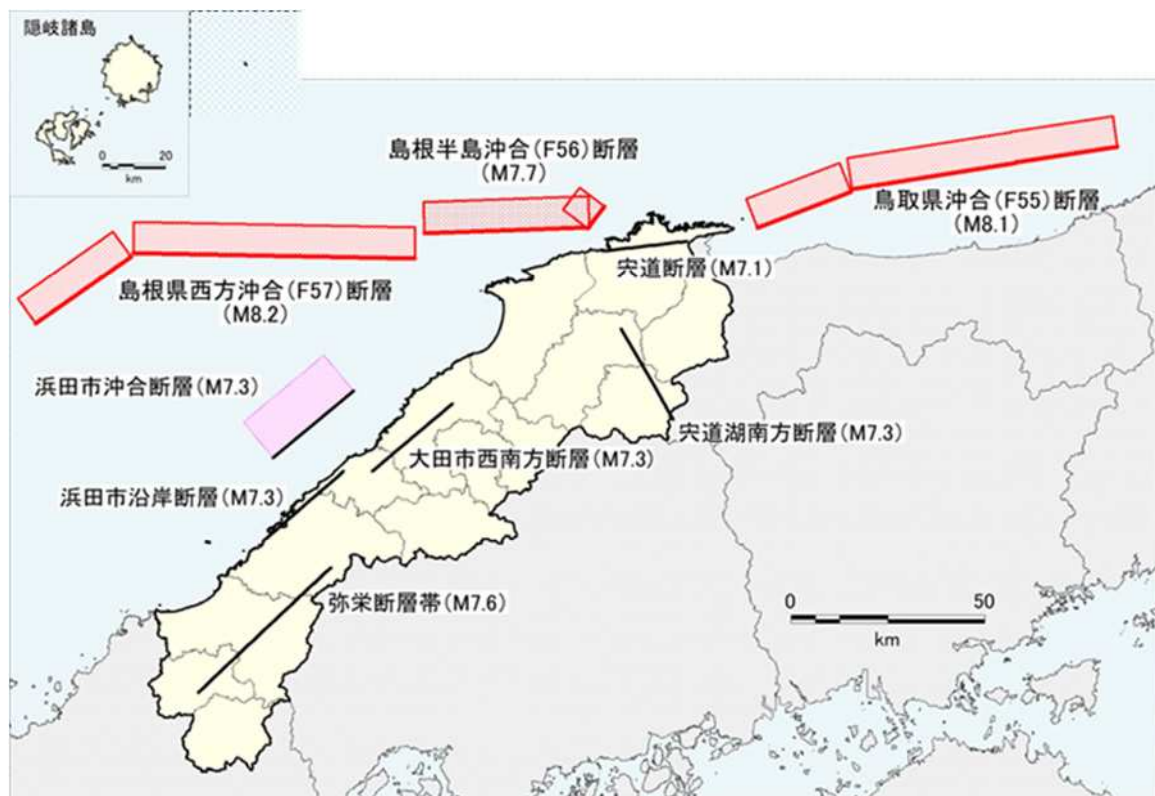 隠岐諸島
0 20
km
島根半島沖合(F56)断層
(M7.7)
鳥取県沖合(F55)断層
(M8.1)
宍道断層(M7.1)
島根県西方沖合(F57)断層
(M8.2)
浜田市沖合断層(M7.3)
宍道湖南方断層(M7.3)
大田市西南方断層(M7.3)
浜田市沿岸断層(M7.3)
弥栄断層帯(M7.6)
0 50
km